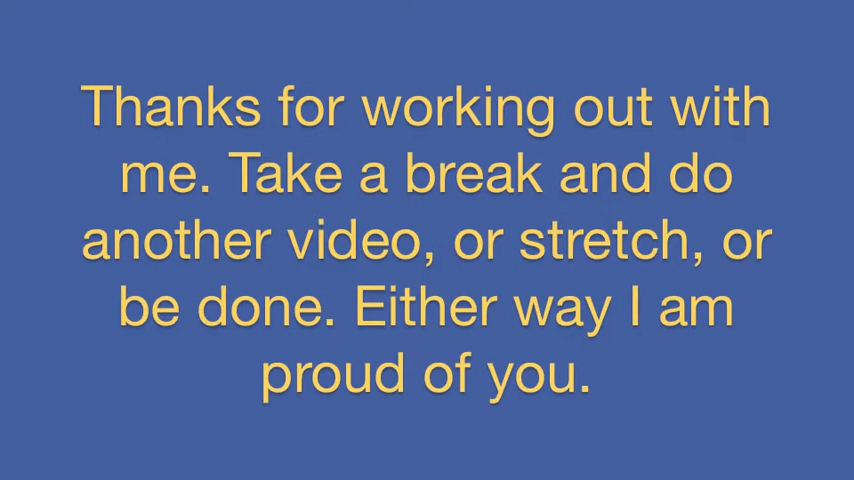 Thanks for working out with
me. Take a break and do
another video, or stretch, or
be done. Either way I am
proud of you.